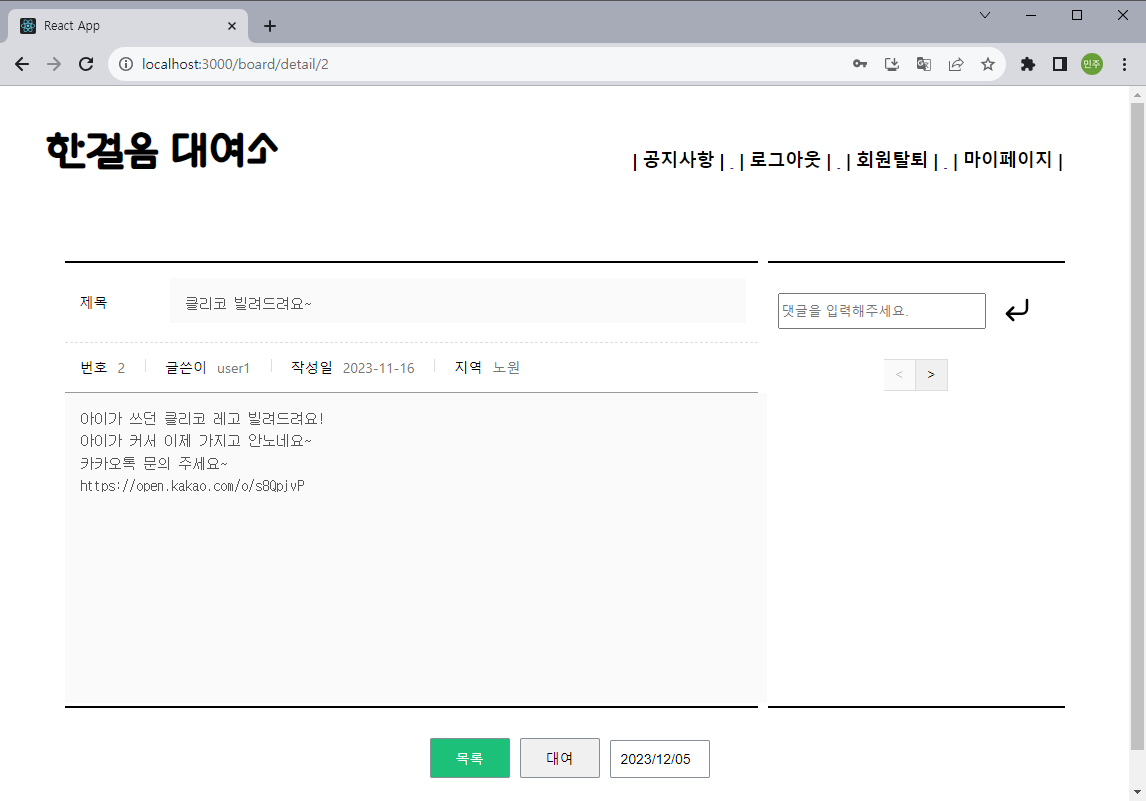 React App
localhost:3000/board/detail/2
민주
한걸음 대여소
| 공지사항 | | 로그아웃 | | 회원탈퇴 | | 마이페이지 |
제목 클리코 빌려드려요~
번호 2 글쓴이 user1 작성일 2023-11-16 지역 노원
아이가 쓰던 클리코 레고 빌려드려요!
아이가 커서 이제 가지고 안노네요~
카카오톡 문의 주세요~
https://open.kakao.com/o/s8QpjvP
댓글을 입력해주세요.
< >
목록 대여 2023/12/05